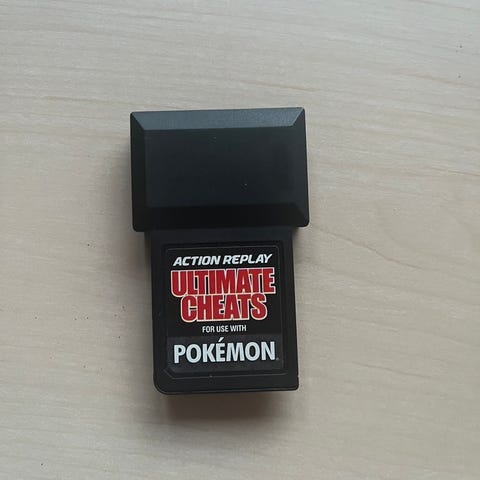 ACTION REPLAY
ULTIMATE
CHEATS
FOR USE WITH
POKÉMON